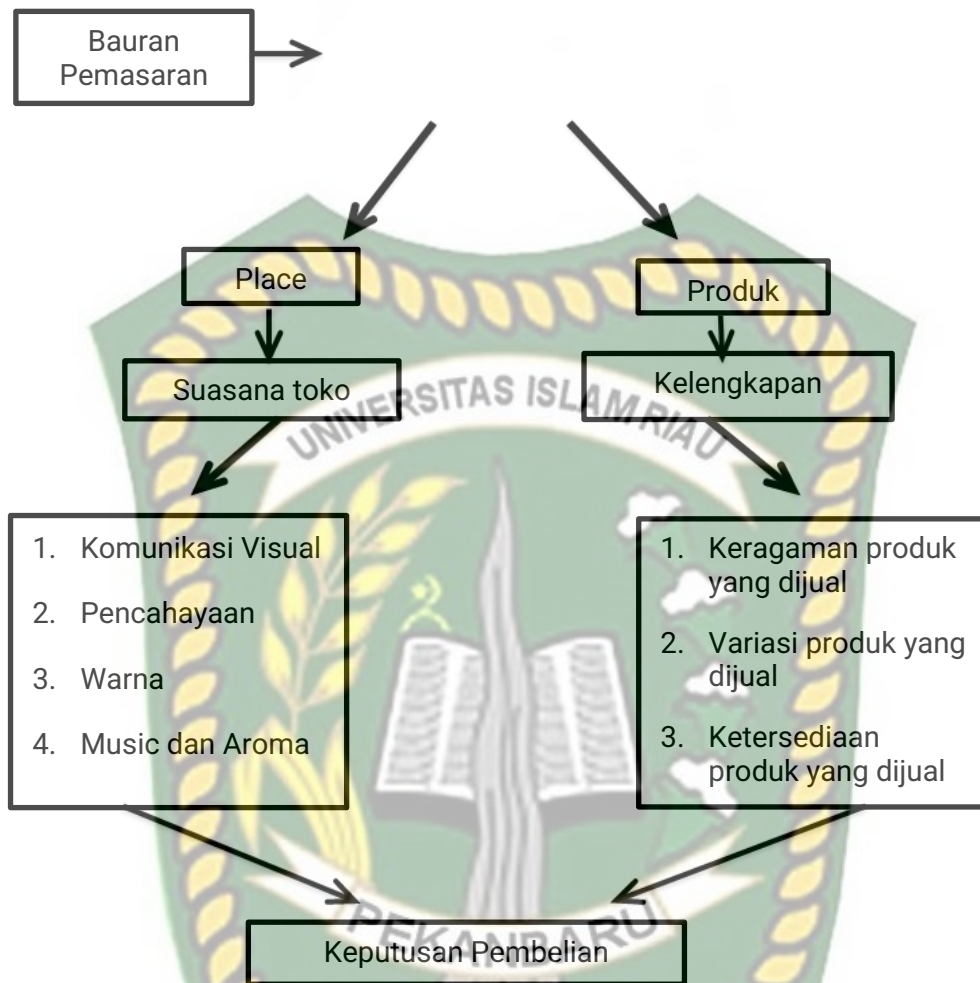 Bauran
Pemasaran
Place
Produk
Suasana toko
Kelengkapan
UNIVERSITAS ISLAM RIAU
1. Komunikasi Visual
2. Pencahayaan
3. Warna
4. Music dan Aroma
1. Keragaman produk
yang dijual
2. Variasi produk yang
dijual
3. Ketersediaan
produk yang dijual
PEKANBARU
Keputusan Pembelian